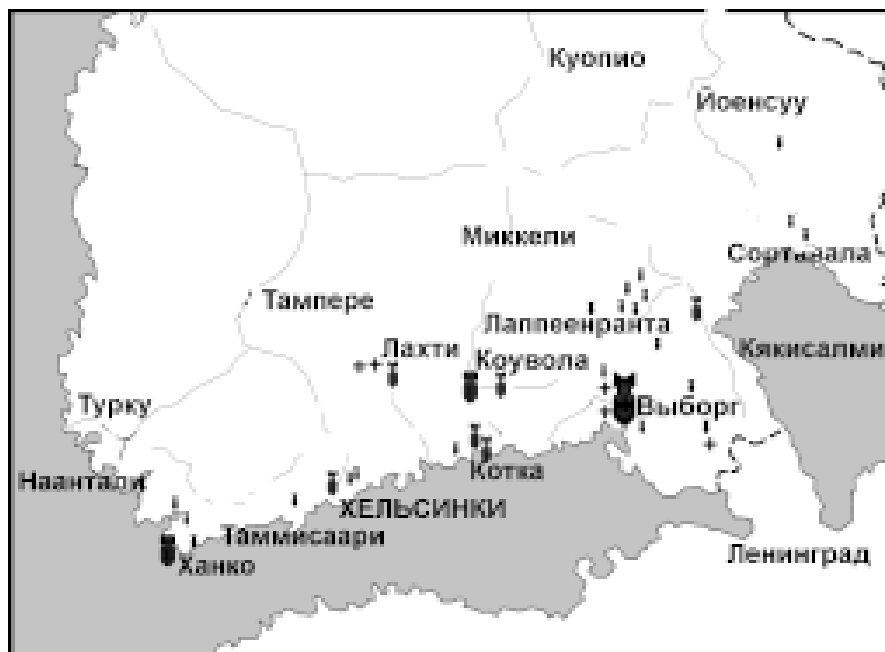 Куопио
Йоенсуу
Миккели
Сортавала
Тампере
Лаппеенранта
Лахти
Коувола
Кякисалми
Турку
Выборг
Наантали
Котка
ХЕЛЬСИНКИ
Таммисаари
Ханко
Ленинград